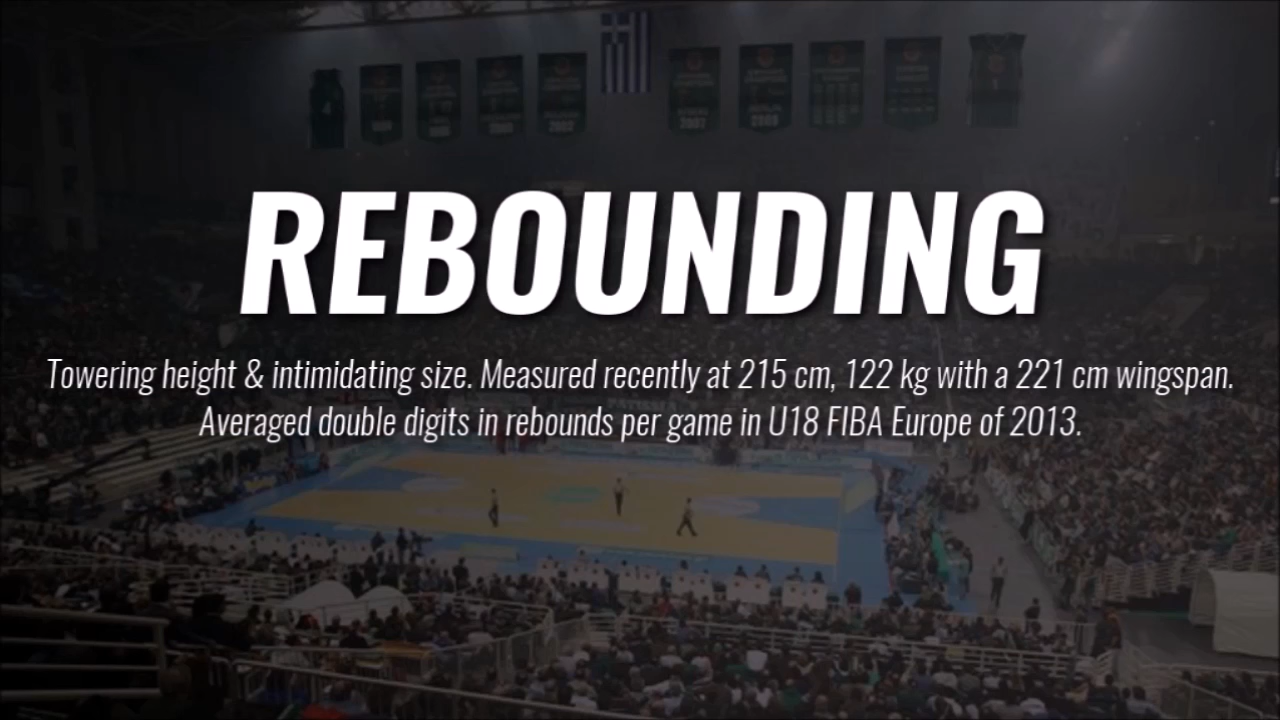 REBOUNDING
Towering height & intimidating size. Measured recently at 215 cm, 122 kg with a 221 cm wingspan.
Averaged double digits in rebounds per game in U18 FIBA Europe of 2013.